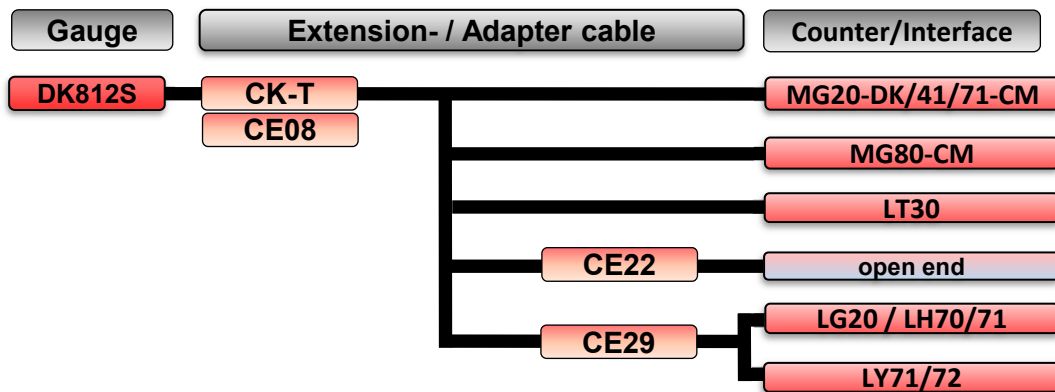 Gauge
Extension- / Adapter cable
Counter/Interface
DK812S
CK-T
MG20-DK/41/71-CM
CE08
MG80-CM
LT30
CE22
open end
LG20 / LH70/71
CE29
LY71/72